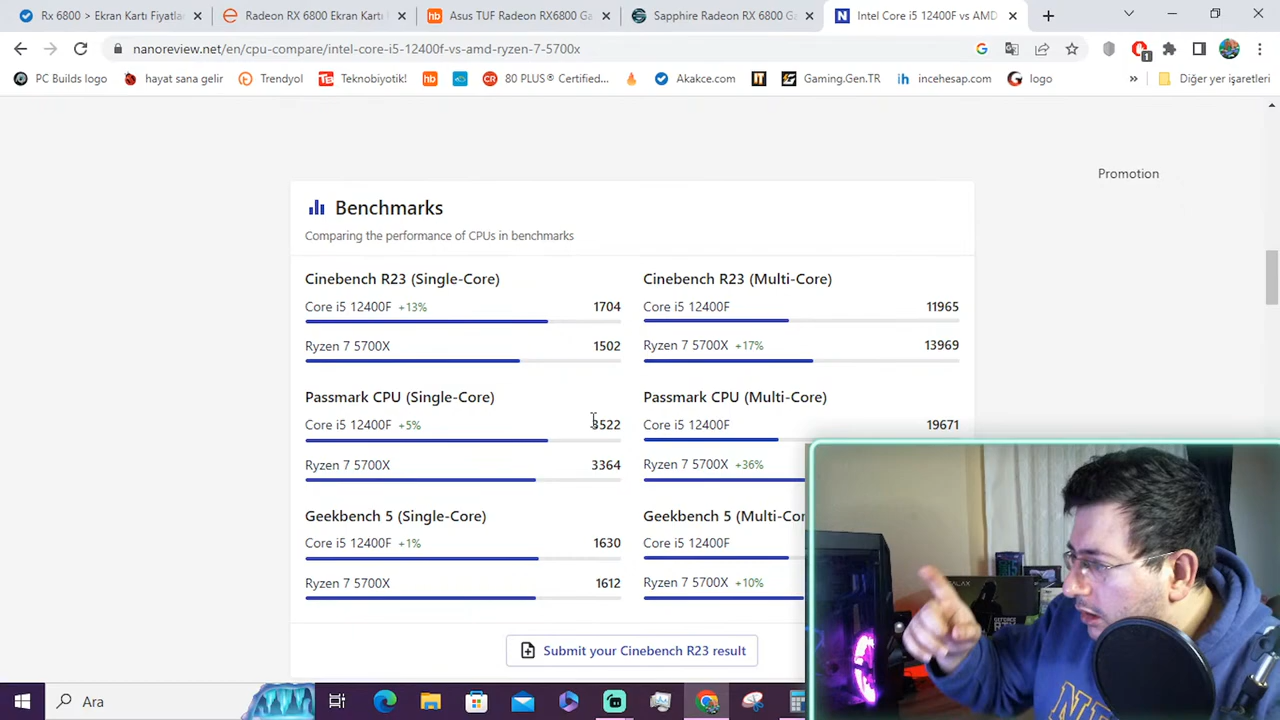 Rx 6800 > Ekran Kartı Fiyatlar
Radeon RX 6800 Ekran Kartı
Asus TUF Radeon RX6800 Ga
Sapphire Radeon RX 6800 G
Intel Core i5 12400F vs AMD
nanoreview.net/en/cpu-compare/intel-core-i5-12400f-vs-amd-ryzen-7-5700x
PC Builds logo
hayat sana gelir
Trendyol
Teknobiyotik!
80 PLUS® Certified...
Akakce.com
Gaming.Gen.TR
incehesap.com
logo
Diğer yer işaretleri
Promotion
Benchmarks
Comparing the performance of CPUs in benchmarks
Cinebench R23 (Single-Core)
Core i5 12400F +13% 1704
Ryzen 7 5700X 1502
Cinebench R23 (Multi-Core)
Core i5 12400F 11965
Ryzen 7 5700X +17% 13969
Passmark CPU (Single-Core)
Core i5 12400F +5% 3522
Ryzen 7 5700X 3364
Passmark CPU (Multi-Core)
Core i5 12400F 19671
Ryzen 7 5700X +36%
Geekbench 5 (Single-Core)
Core i5 12400F +1% 1630
Ryzen 7 5700X 1612
Geekbench 5 (Multi-Cor
Core i5 12400F
Ryzen 7 5700X +10%
Submit your Cinebench R23 result
Ara